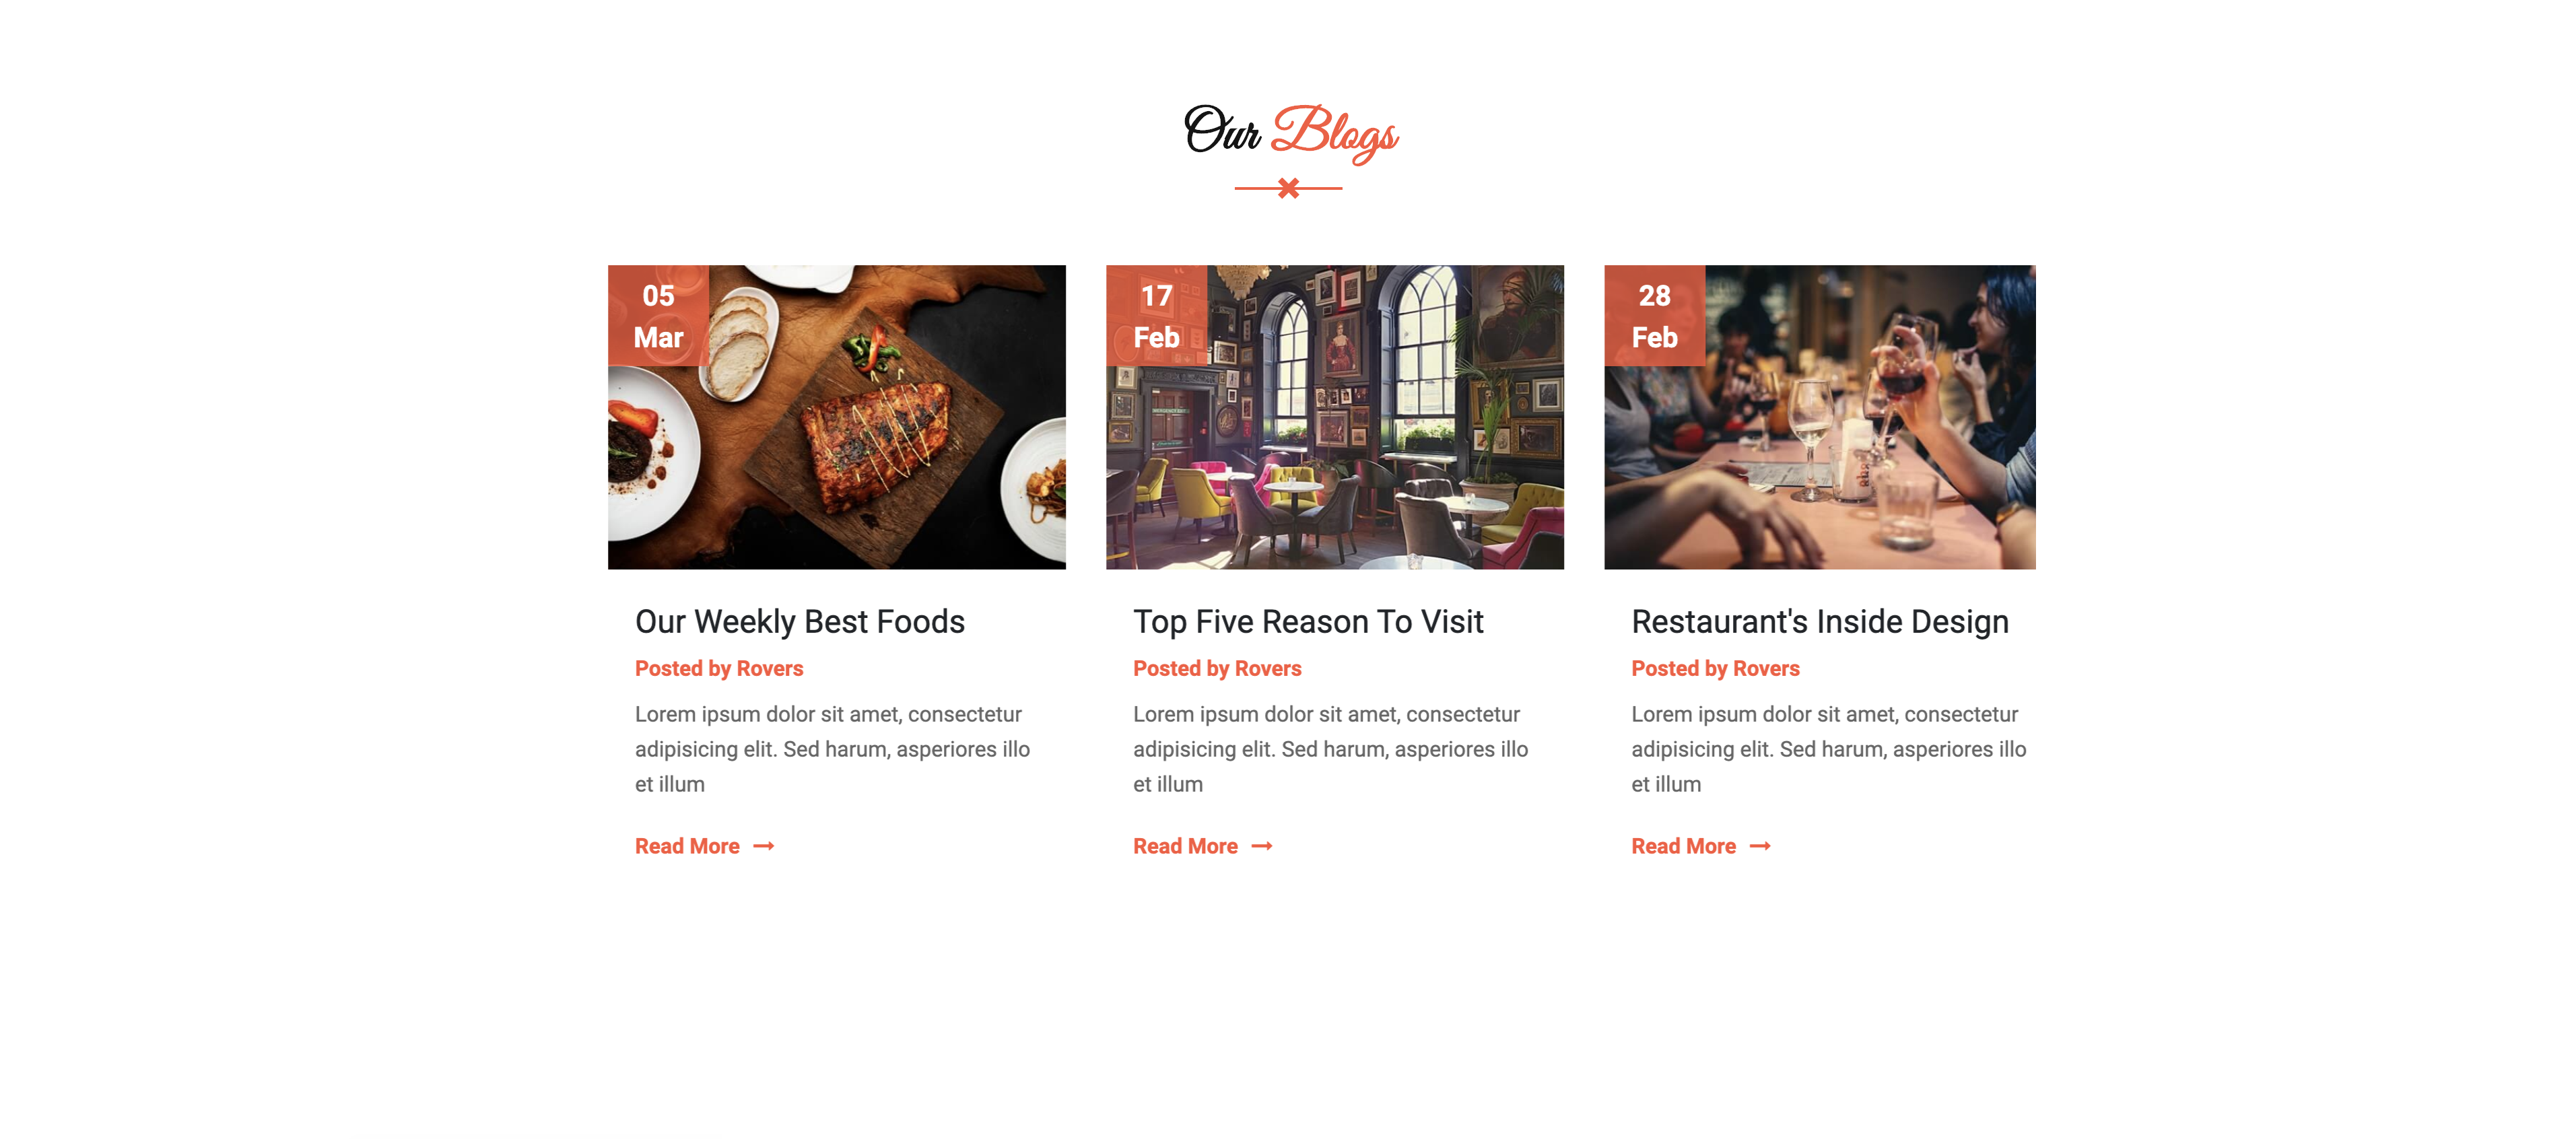 Our Blogs
05
Mar
17
Feb
28
Feb
Our Weekly Best Foods
Posted by Rovers
Lorem ipsum dolor sit amet, consectetur
adipisicing elit. Sed harum, asperiores illo
et illum
Read More
Top Five Reason To Visit
Posted by Rovers
Lorem ipsum dolor sit amet, consectetur
adipisicing elit. Sed harum, asperiores illo
et illum
Read More
Restaurant's Inside Design
Posted by Rovers
Lorem ipsum dolor sit amet, consectetur
adipisicing elit. Sed harum, asperiores illo
et illum
Read More